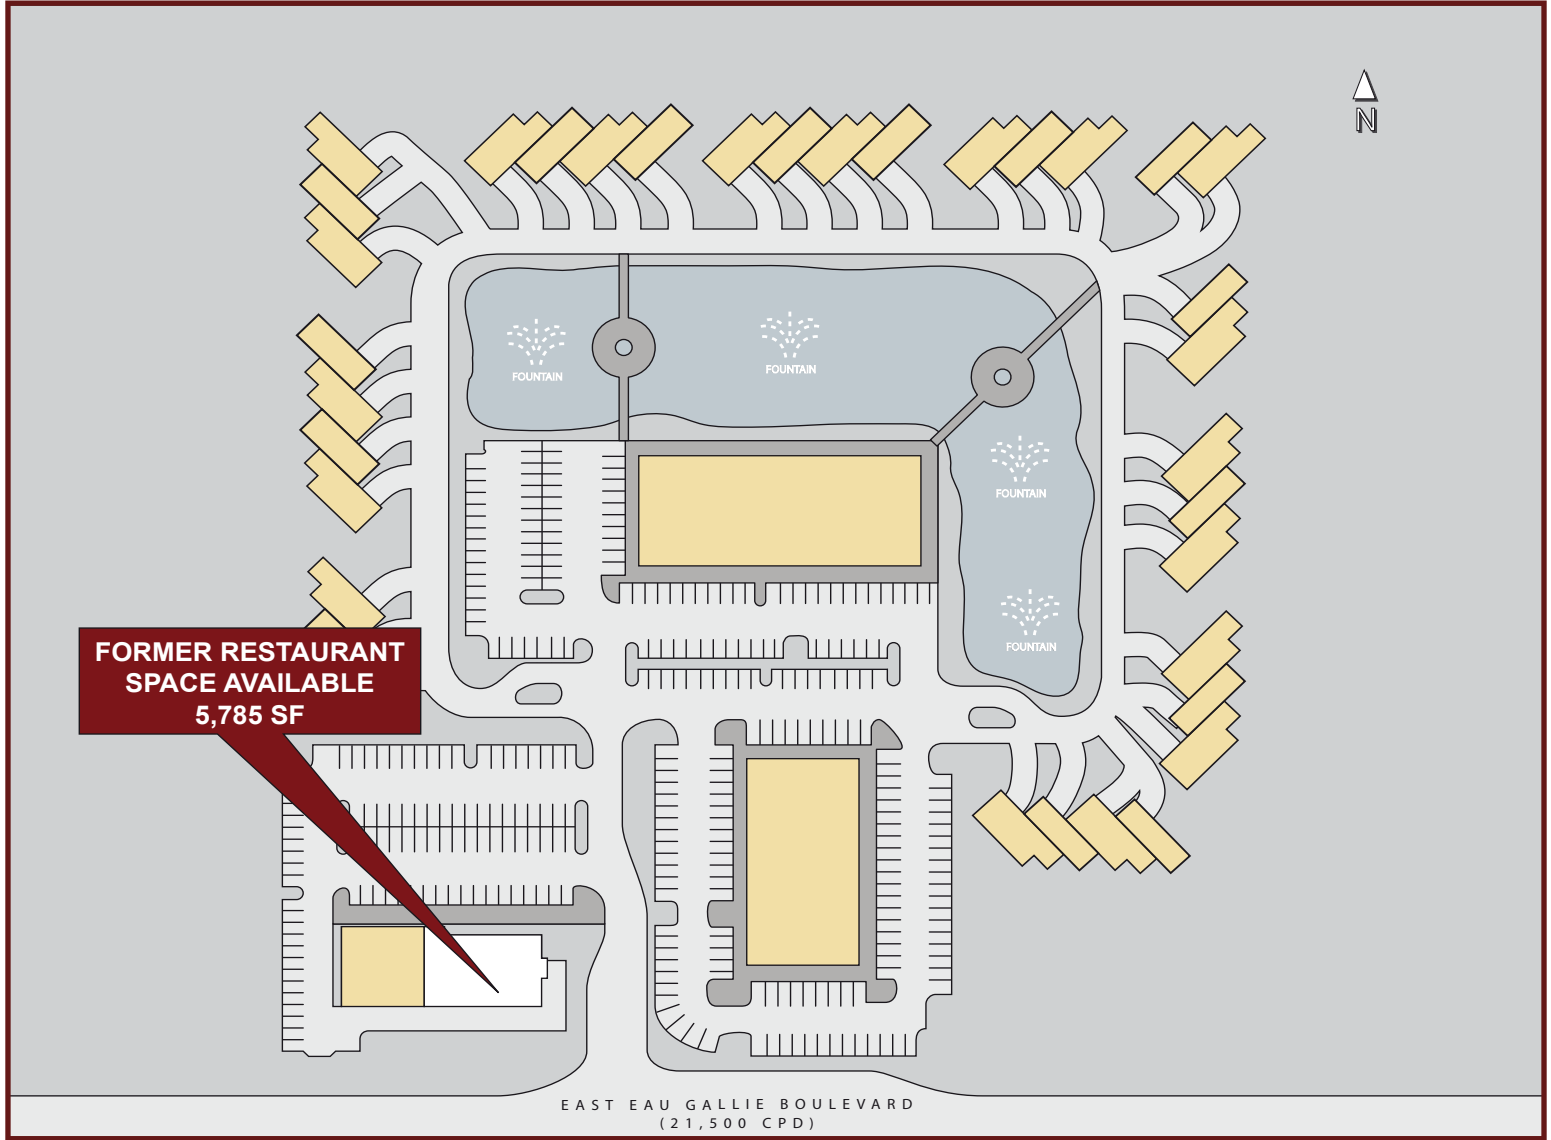 N
FOUNTAIN
FOUNTAIN
FOUNTAIN
FOUNTAIN
FORMER RESTAURANT
SPACE AVAILABLE
5,785 SF
EAST EAU GALLIE BOULEVARD
(21,500 CPD)